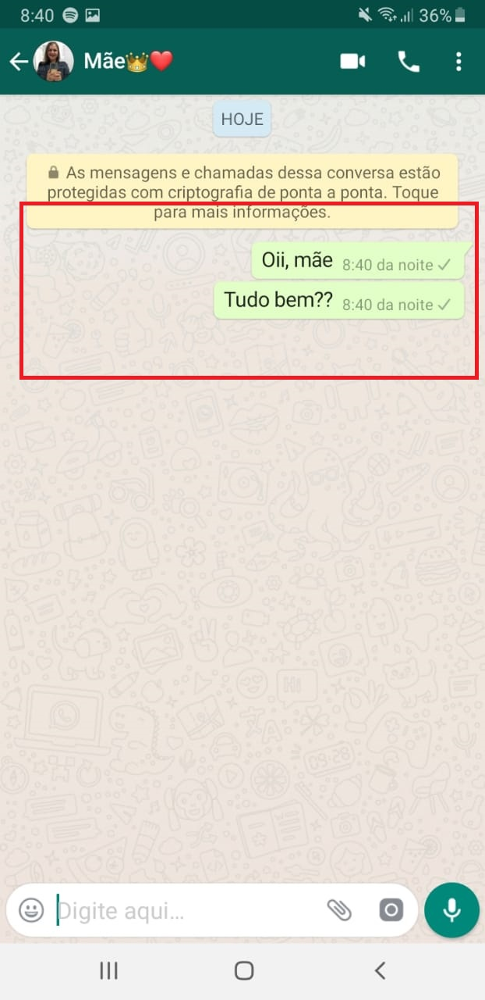 8:40 36%
Mãe👑❤️
HOJE
As mensagens e chamadas dessa conversa estão
protegidas com criptografia de ponta a ponta. Toque
para mais informações.
Oii, mãe 8:40 da noite
Tudo bem?? 8:40 da noite
Digite aqui...